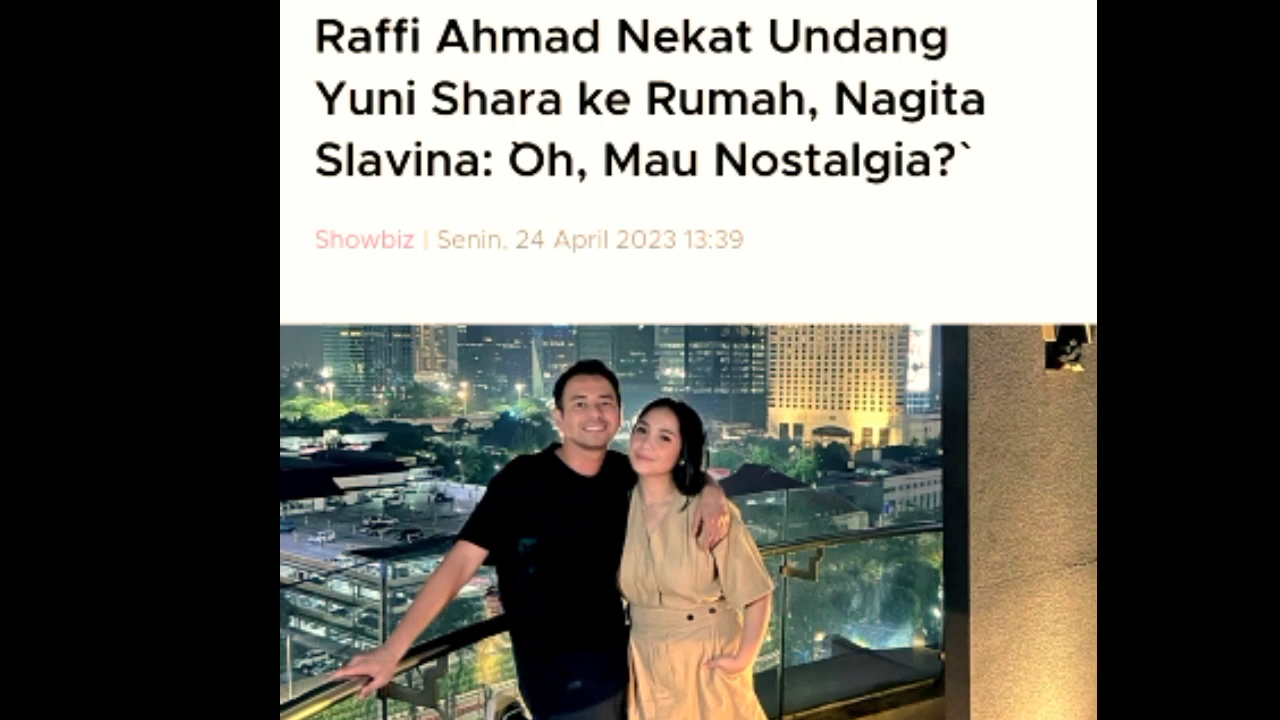 Raffi Ahmad Nekat Undang
Yuni Shara ke Rumah, Nagita
Slavina: `Oh, Mau Nostalgia?`
Showbiz | Senin, 24 April 2023 13:39